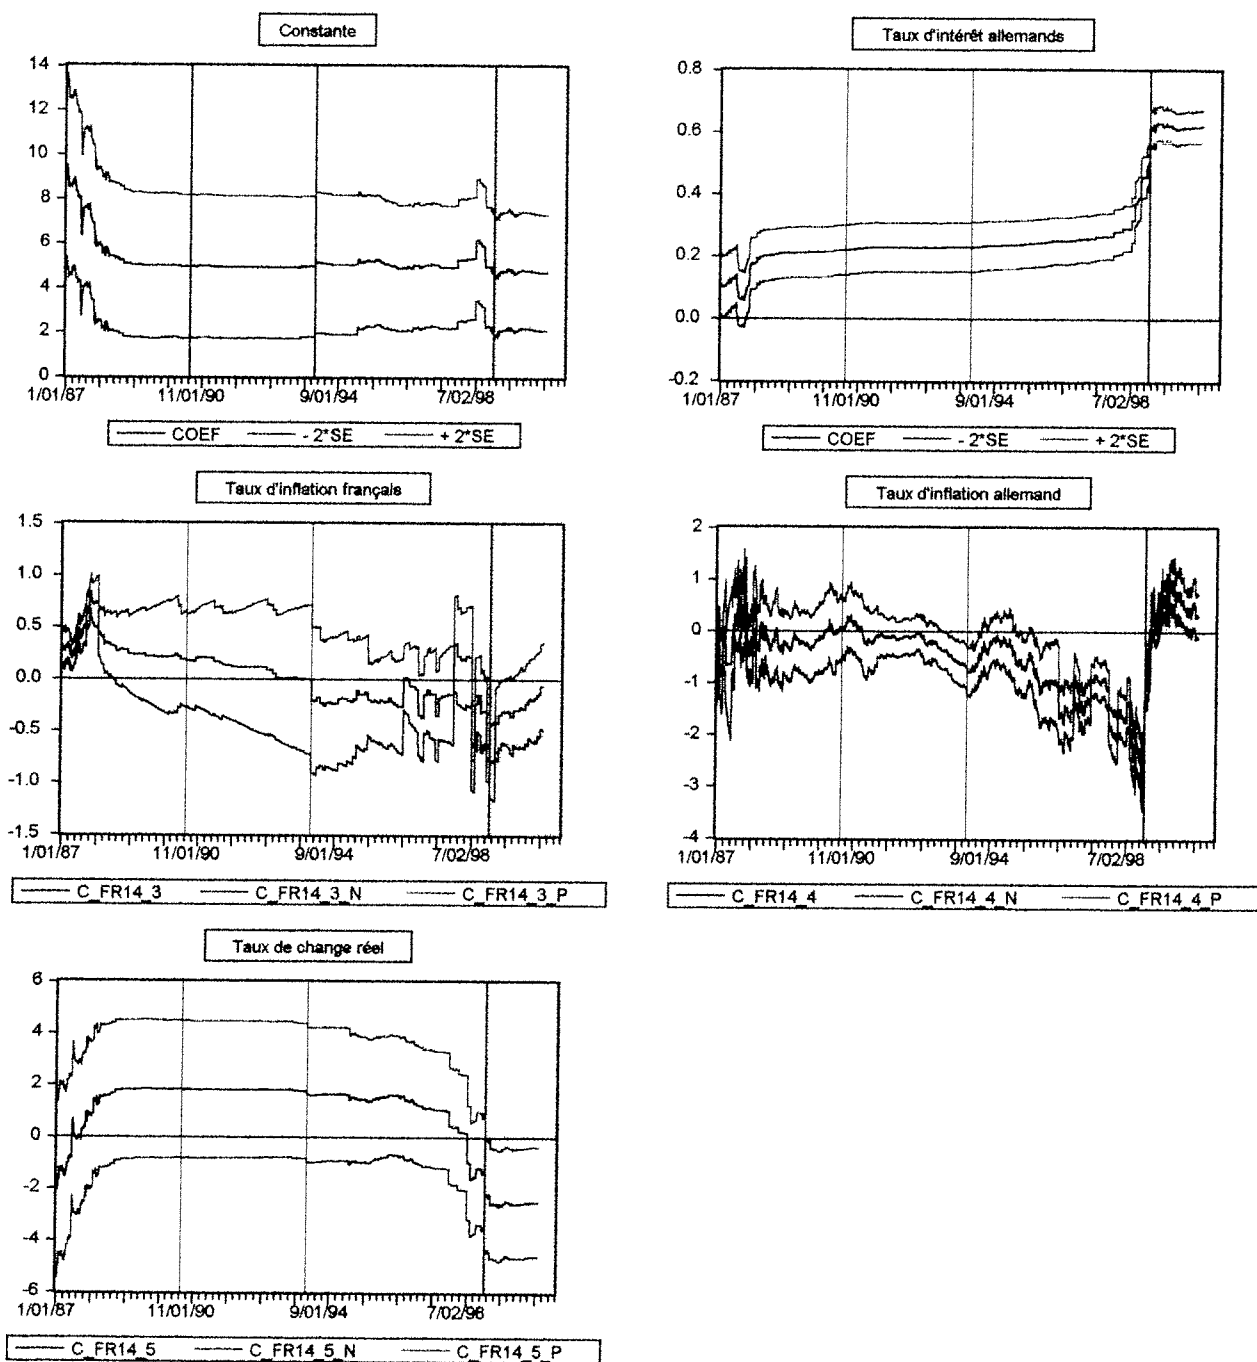 Constante
14
12
10
8
6
4
2
0
1/01/87 11/01/90 9/01/94 7/02/98
COEF - 2*SE + 2*SE
Taux d'intérêt allemands
0.8
0.6
0.4
0.2
0.0
-0.2
1/01/87 11/01/90 9/01/94 7/02/98
COEF - 2*SE + 2*SE
Taux d'inflation français
1.5
1.0
0.5
0.0
-0.5
-1.0
-1.5
1/01/87 11/01/90 9/01/94 7/02/98
C_FR14_3 C_FR14_3_N C_FR14_3_P
Taux d'inflation allemand
2
1
0
-1
-2
-3
-4
1/01/87 11/01/90 9/01/94 7/02/98
C_FR14_4 C_FR14_4_N C_FR14_4_P
Taux de change réel
6
4
2
0
-2
-4
-6
1/01/87 11/01/90 9/01/94 7/02/98
C_FR14_5 C_FR14_5_N C_FR14_5_P